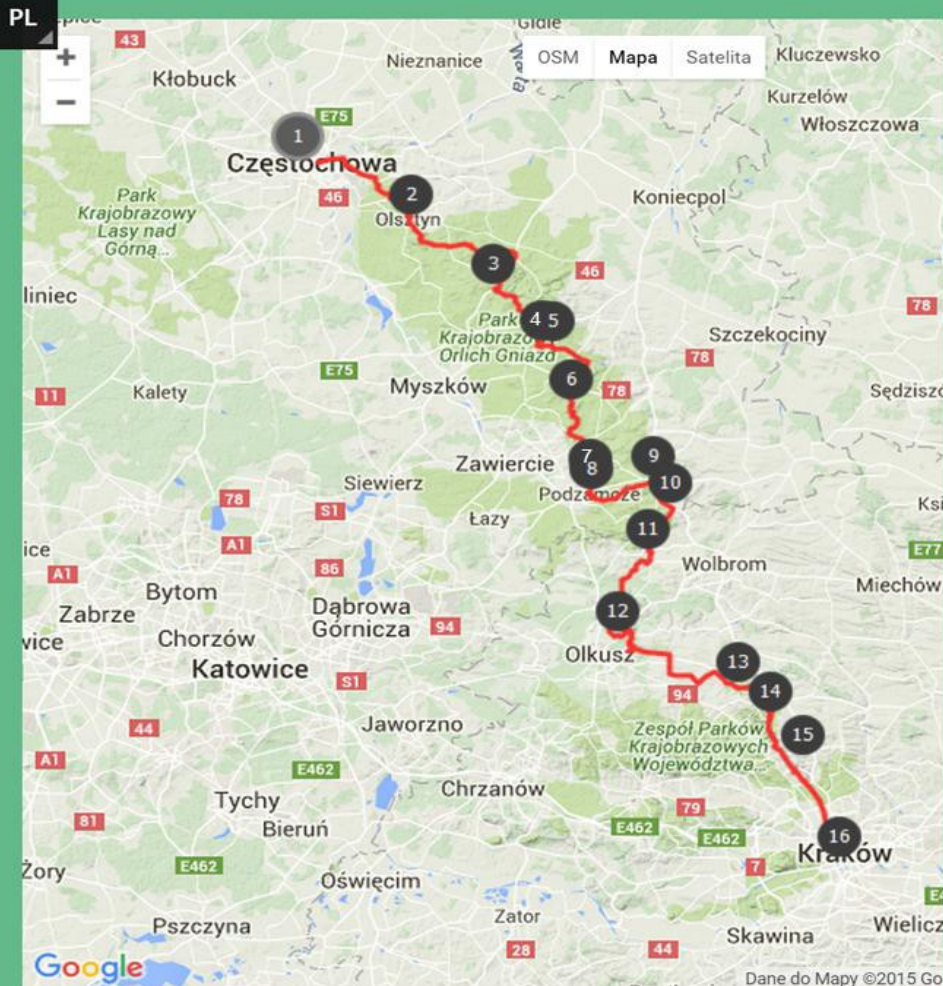 PL
Gidle
43
Nieznanice
Warta
OSM Mapa Satelita
Kluczewsko
Kłobuck
Kurzelów
Włoszczowa
1
E75
Częstochowa
46
2
Olsztyn
Koniecpol
Park
Krajobrazowy
Lasy nad
Górną...
3
46
liniec
78
4 5
Park
Krajobrazowy
Orlich Gniazd
Szczekociny
78
E75
6
78
11
Kalety
Myszków
Sędzisz
7
8
9
10
Zawiercie
Podzamcze
Siewierz
78
S1
Łazy
11
A1
Ksi
ice
E77
A1
86
Wolbrom
Miechów
Bytom
Zabrze
Dąbrowa
Górnicza
94
12
wice
Chorzów
Katowice
Olkusz
13
S1
94
14
44
Jaworzno
Zespół Parków
Krajobrazowych
Województwa...
15
A1
E462
Chrzanów
Tychy
79
81
Bieruń
E462
E462
16
Kraków
7
Żory
E462
Oświęcim
E4
Pszczyna
Zator
Wielicz
28
44
Skawina
Google
Dane do Mapy ©2015 Go